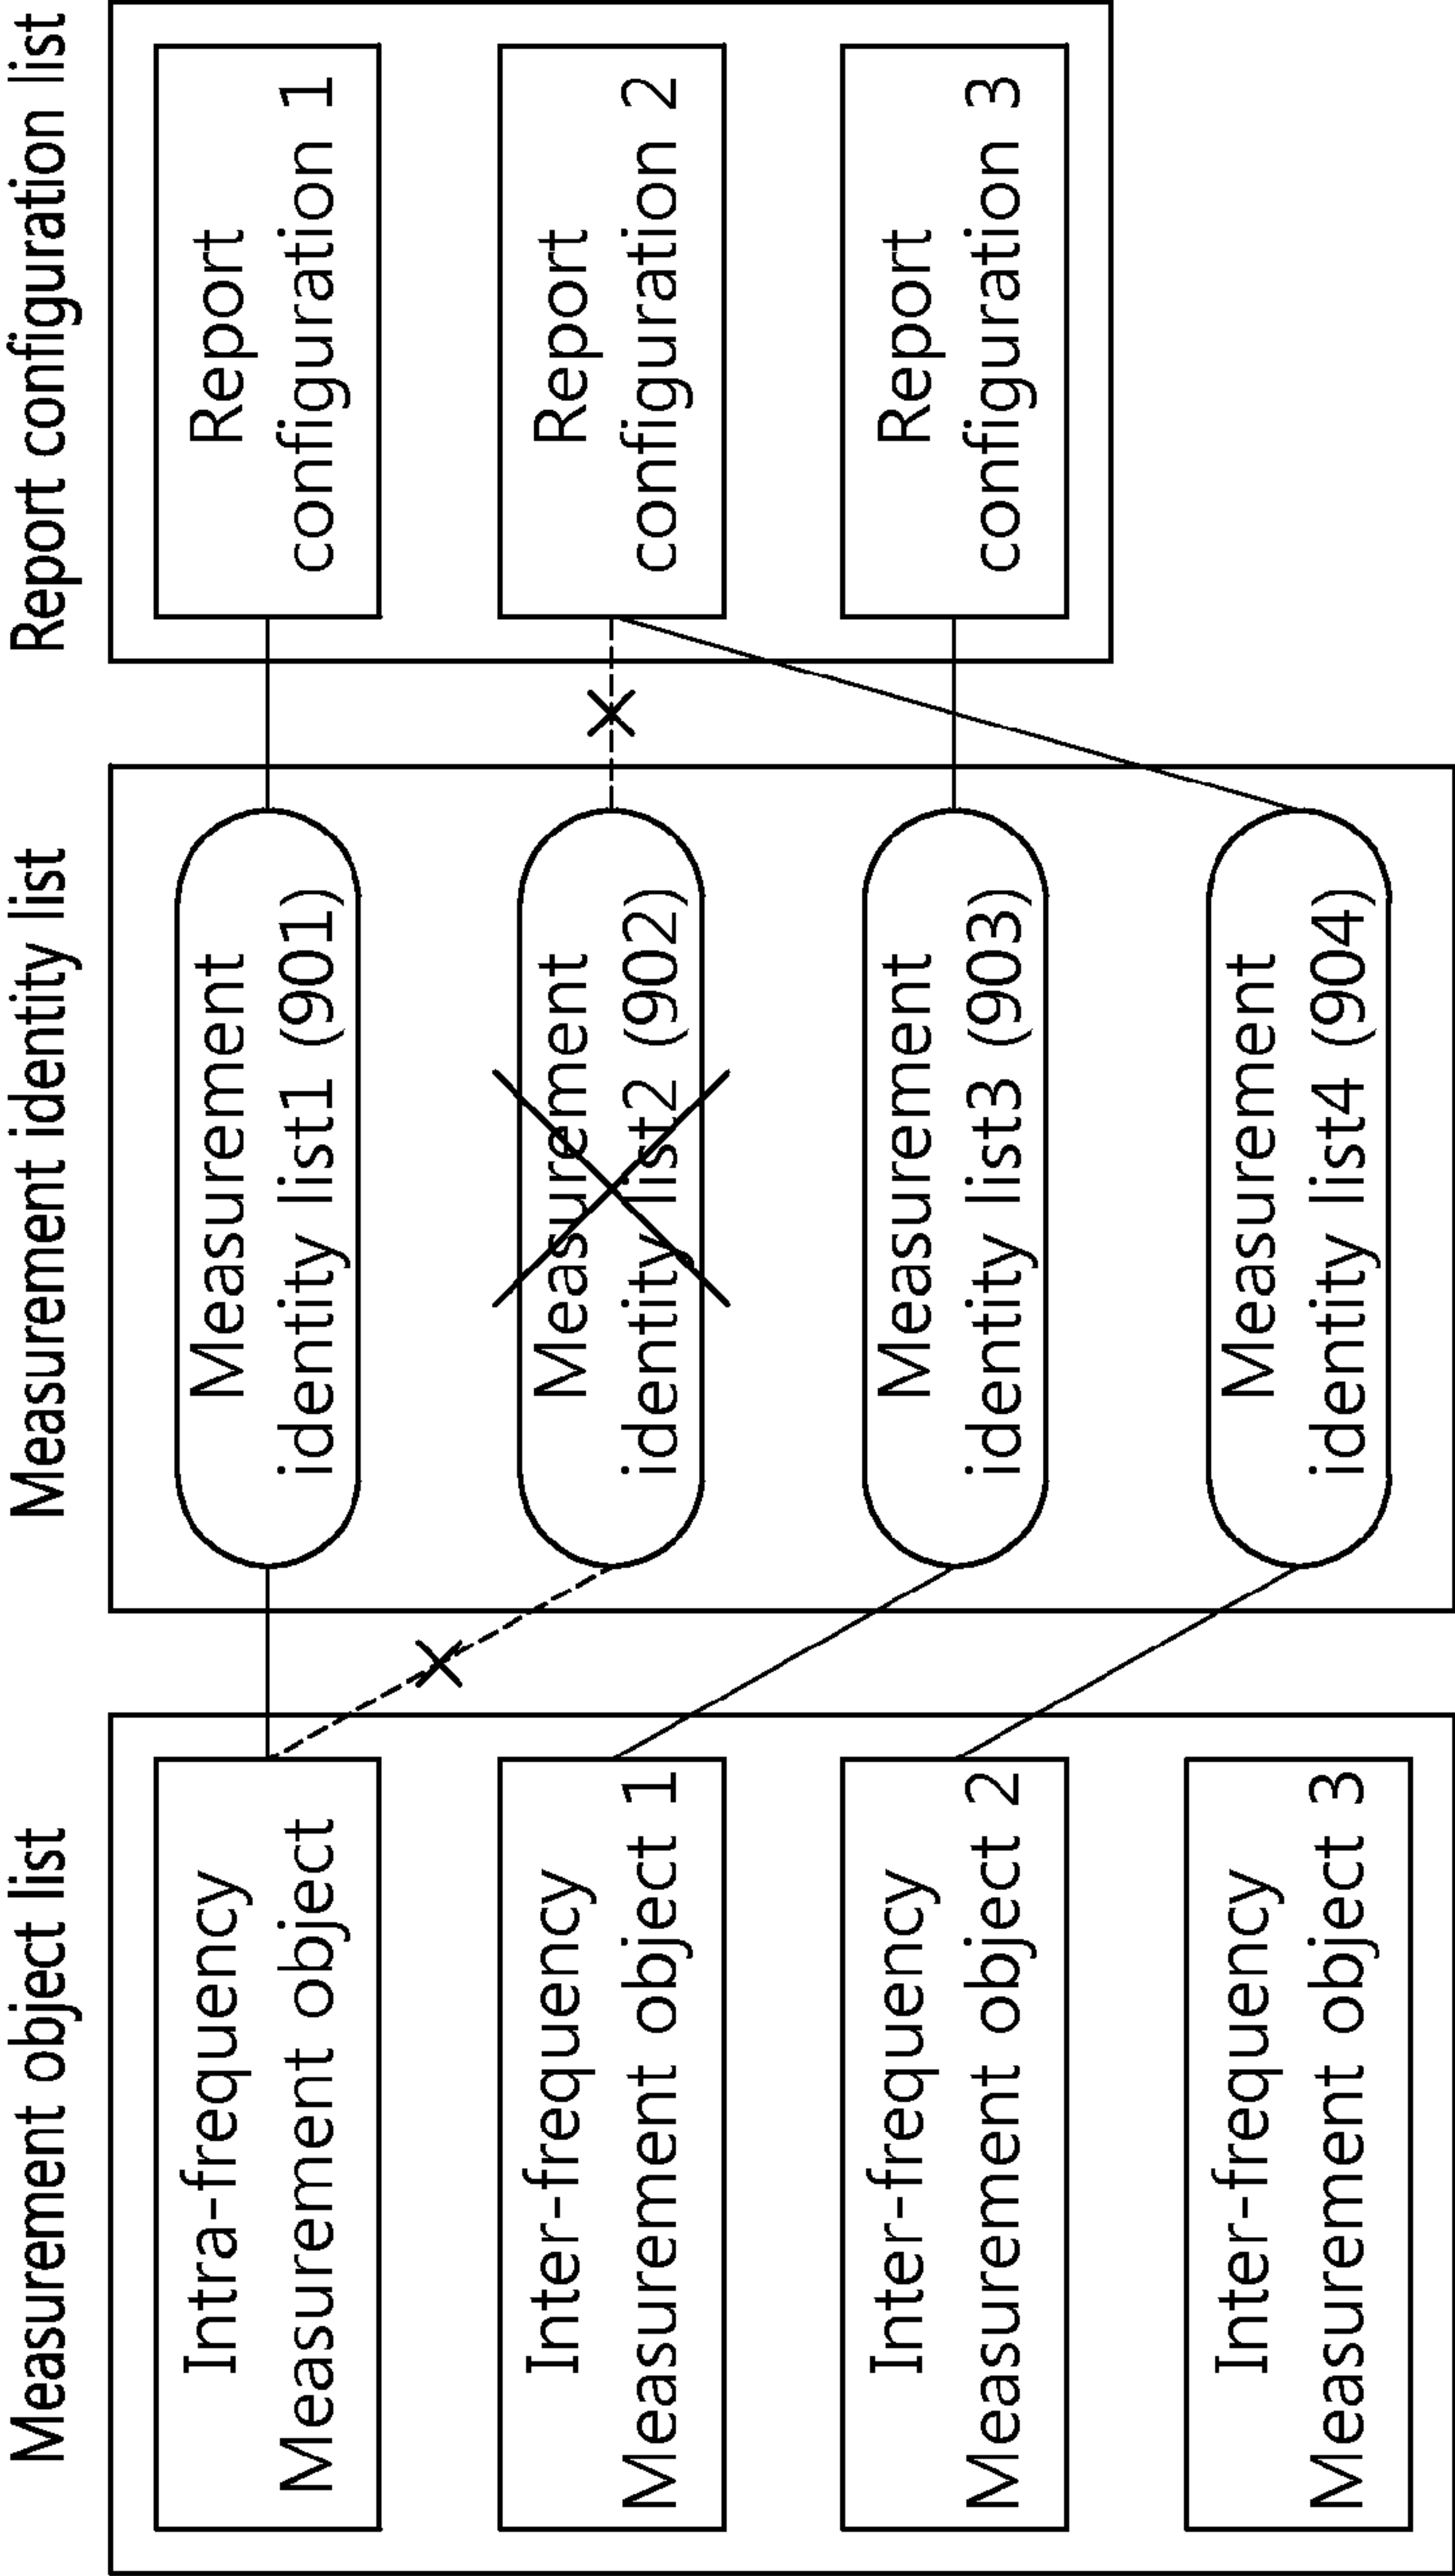 Measurement object list
Intra-frequency
Measurement object
Inter-frequency
Measurement object 1
Inter-frequency
Measurement object 2
Inter-frequency
Measurement object 3
Measurement identity list
Measurement
identity list1 (901)
Measurement
identity list2 (902)
Measurement
identity list3 (903)
Measurement
identity list4 (904)
Report configuration list
Report
configuration 1
Report
configuration 2
Report
configuration 3